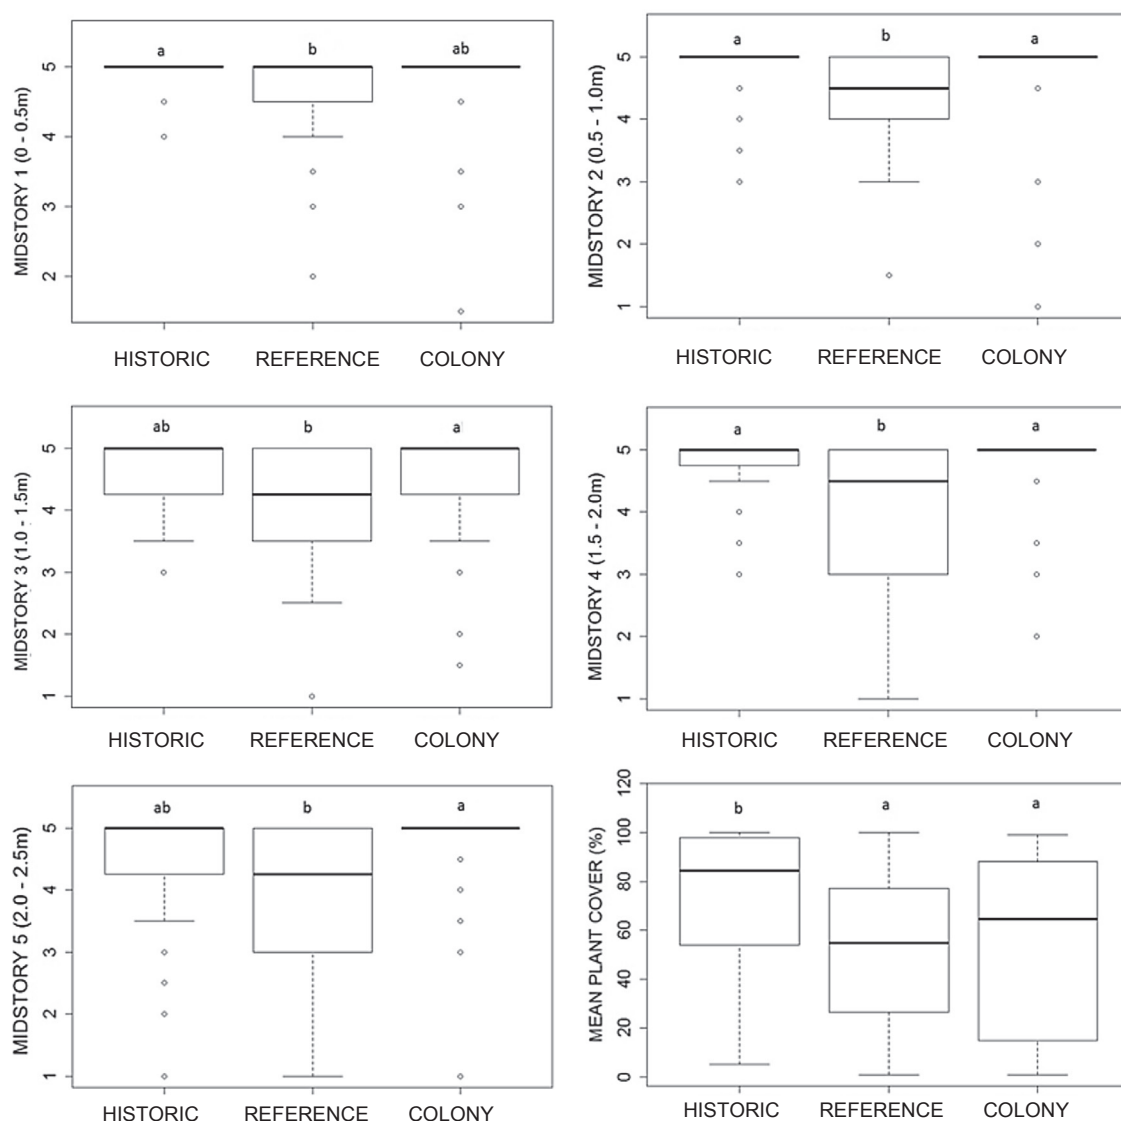 MIDSTORY 1 (0 - 0.5m)
5
4
3
2
a b ab
HISTORIC REFERENCE COLONY
MIDSTORY 2 (0.5 - 1.0m)
5
4
3
2
1
a b a
HISTORIC REFERENCE COLONY
MIDSTORY 3 (1.0 - 1.5m)
5
4
3
2
1
ab b a
HISTORIC REFERENCE COLONY
MIDSTORY 4 (1.5 - 2.0m)
5
4
3
2
1
a b a
HISTORIC REFERENCE COLONY
MIDSTORY 5 (2.0 - 2.5m)
5
4
3
2
1
ab b a
HISTORIC REFERENCE COLONY
MEAN PLANT COVER (%)
120
100
80
60
40
20
0
b a a
HISTORIC REFERENCE COLONY